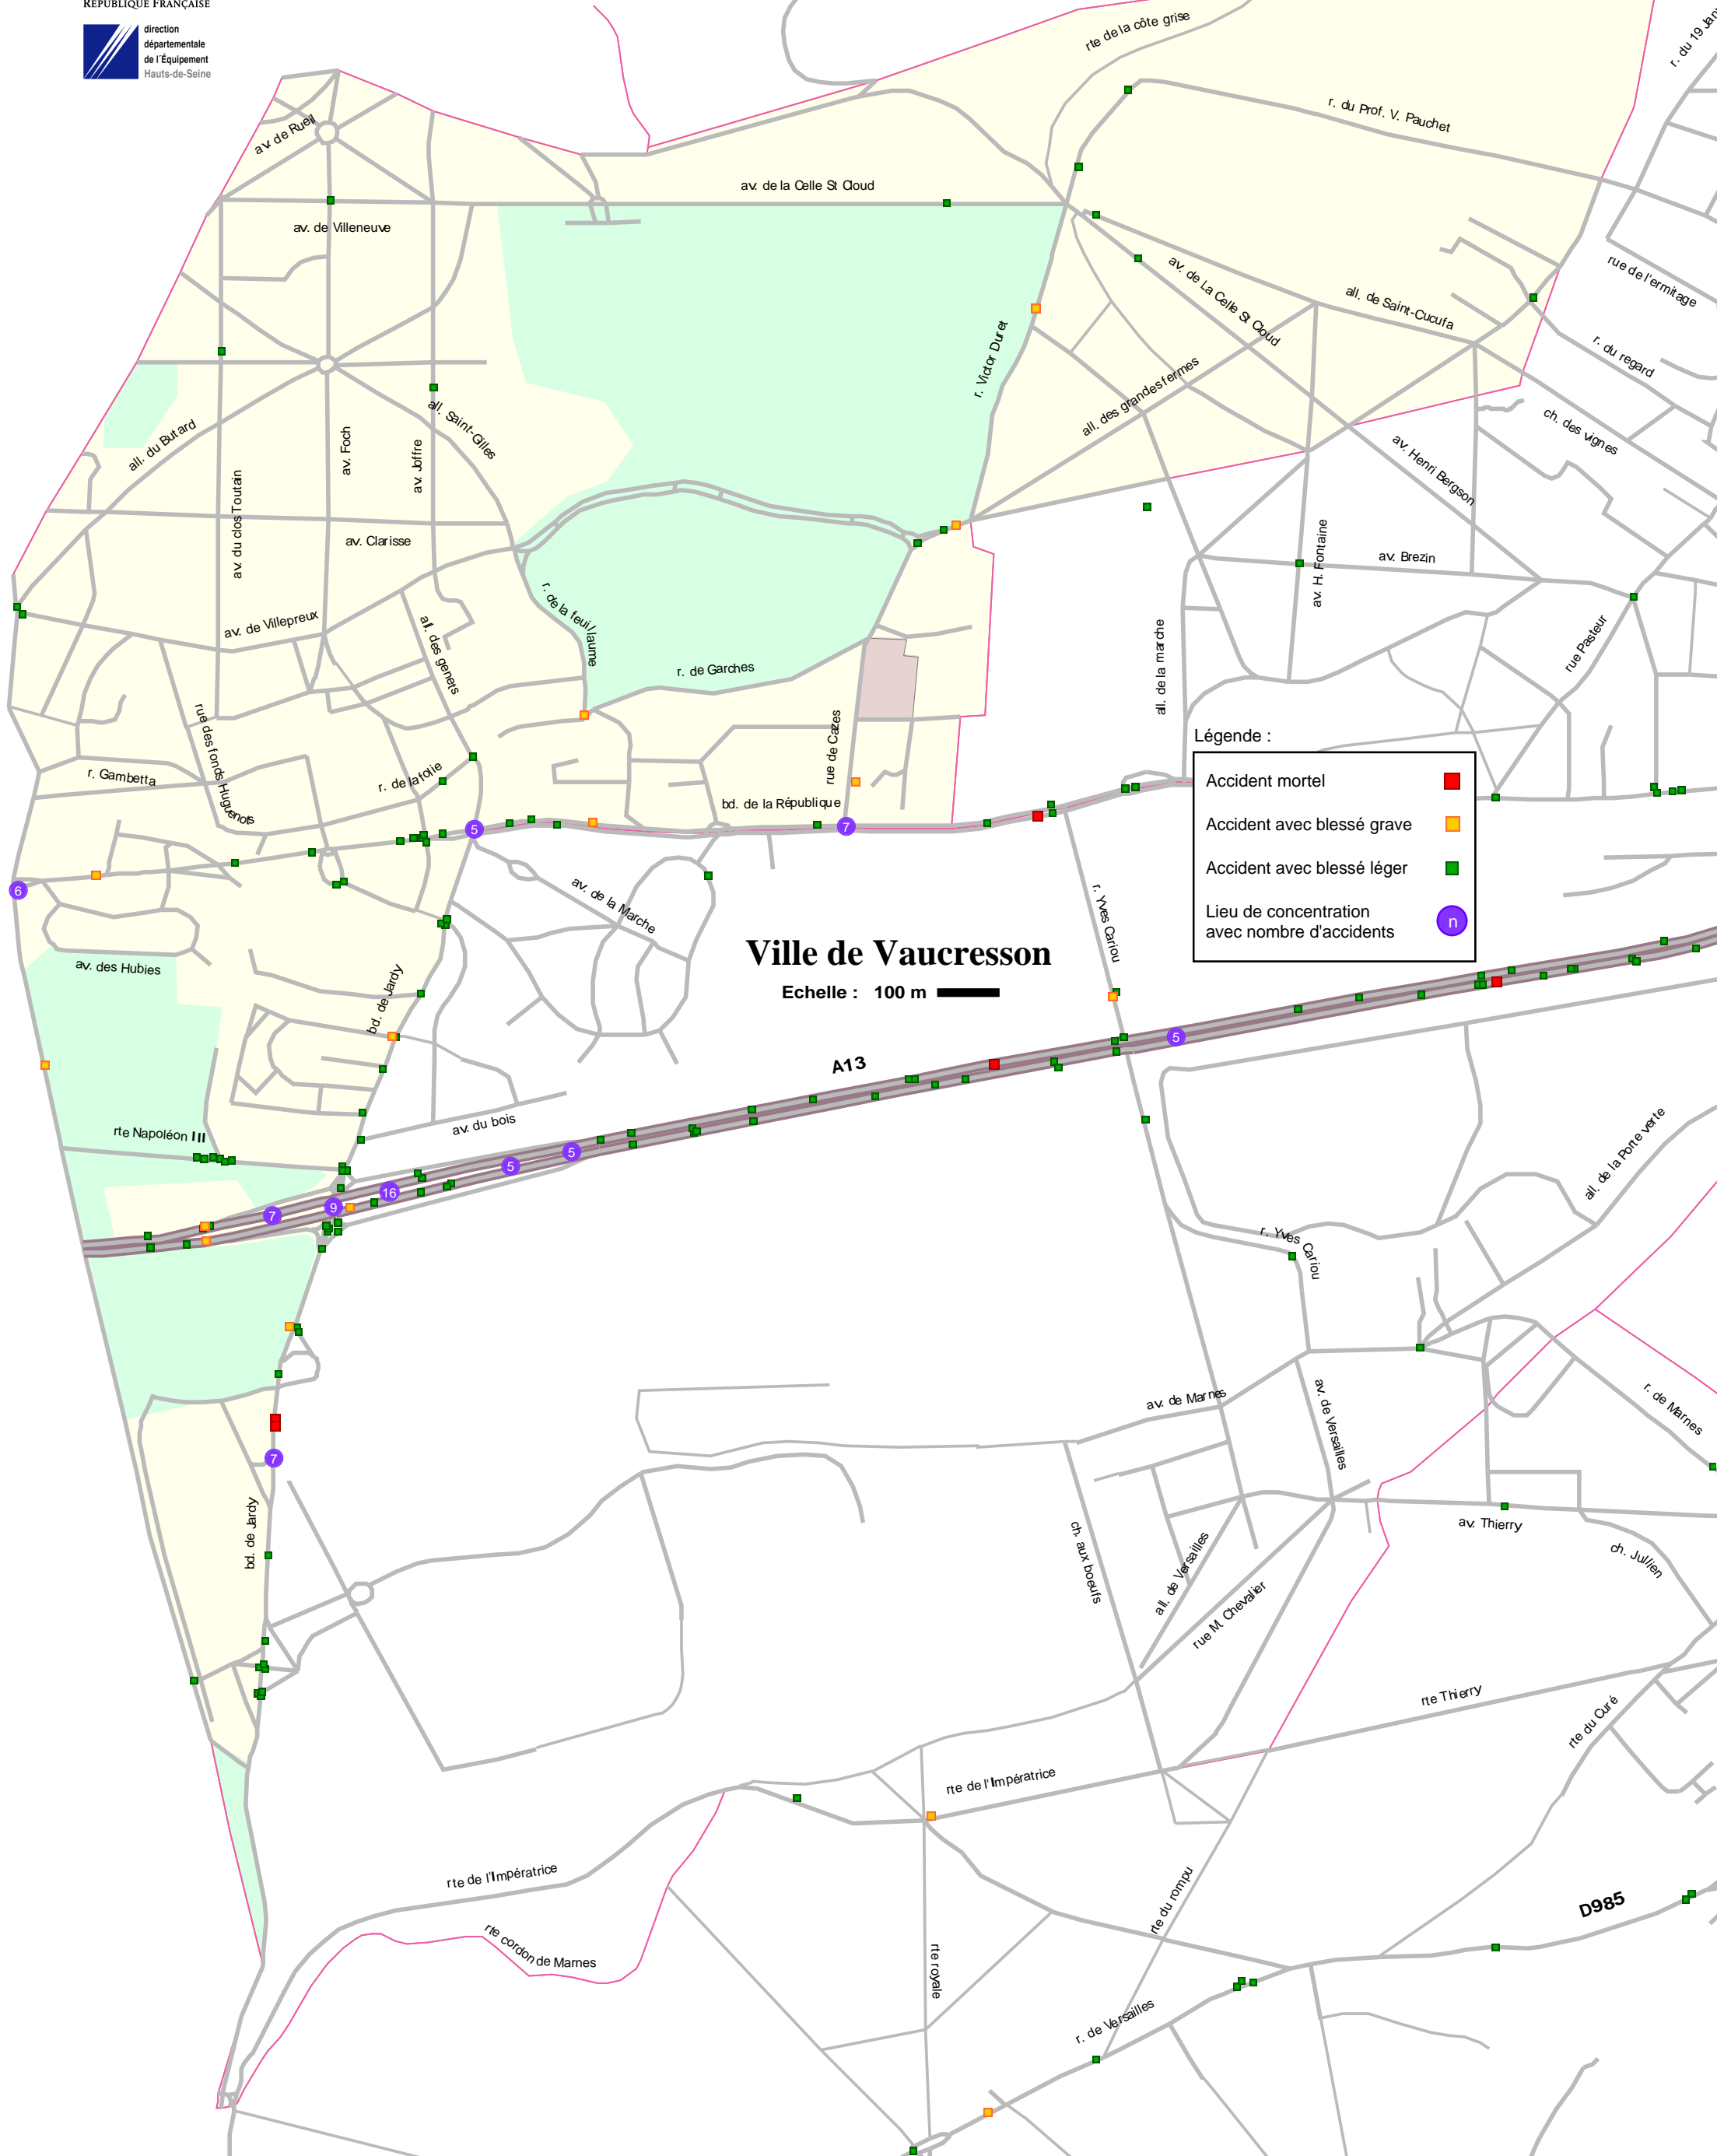 RÉPUBLIQUE FRANÇAISE
direction
départementale
de l'Équipement
Hauts-de-Seine
rte de la côte grise
r. du Prof. V. Pauchet
av. de Rueil
av. de la Celle St Cloud
av. de Villeneuve
av. de La Celle St Cloud
all. de Saint-Cucufa
rue de l'ermitage
r. du regard
r. Victor Duret
all. des grandes fermes
ch. des vignes
av. Henri Bergson
all. du Butard
all. Saint-Gilles
av. Foch
av. Joffre
av. du clos Toutain
av. Clarisse
av. H. Fontaine
av. Brezin
r. de la feuillaume
av. de Villepreux
all. des genets
r. de Garches
all. de la marche
rue Pasteur
rue des fonds Huguenots
r. Gambetta
r. de la folie
rue de Cazes
bd. de la République
Légende :
Accident mortel
Accident avec blessé grave
Accident avec blessé léger
Lieu de concentration
avec nombre d'accidents
n
5
7
6
av. de la Marche
r. Yves Cariou
Ville de Vaucresson
Echelle : 100 m
av. des Hubies
bd. de Jardy
A13
5
av. du bois
rte Napoléon III
5
5
16
9
7
all. de la Porte verte
r. Yves Cariou
av. de Marnes
av. de Versailles
r. de Marnes
7
bd. de Jardy
ch. aux boeufs
all. de Versailles
rue M. Chevalier
av. Thierry
ch. Jullien
rte Thierry
rte du Curé
rte de l'Impératrice
rte de l'Impératrice
rte cordon de Marnes
rte royale
rte du rompu
D985
r. de Versailles